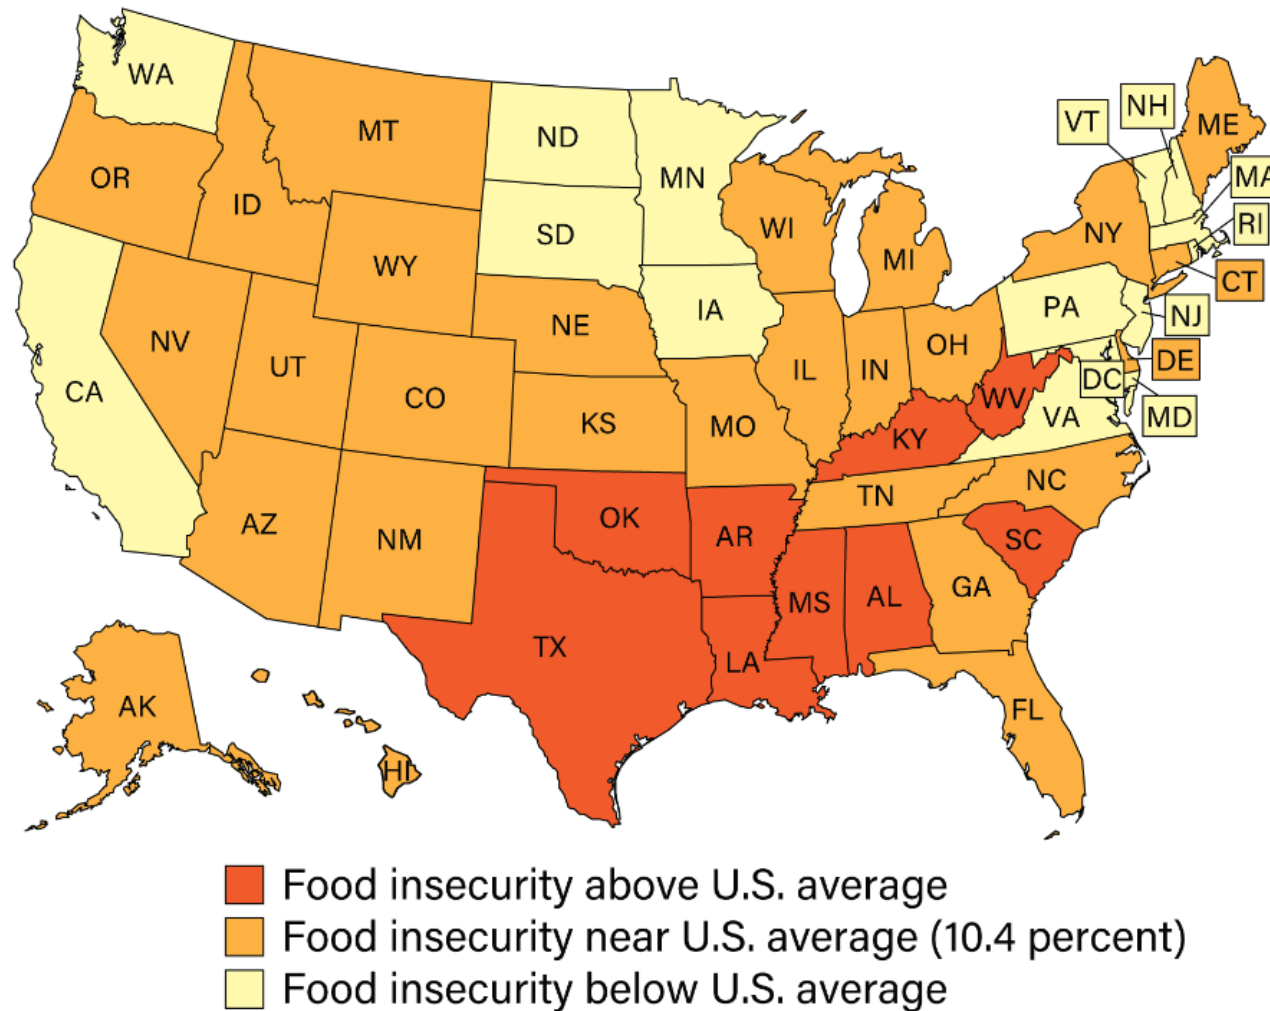 WA
MT
ND
MN
VT
NH
ME
OR
ID
SD
WI
MI
NY
MA
RI
WY
CT
NV
UT
NE
IA
PA
NJ
CA
CO
KS
MO
IL
IN
OH
DE
DC
WV
VA
MD
KY
AZ
NM
OK
AR
TN
NC
SC
MS
AL
GA
TX
LA
AK
HI
FL
Food insecurity above U.S. average
Food insecurity near U.S. average (10.4 percent)
Food insecurity below U.S. average